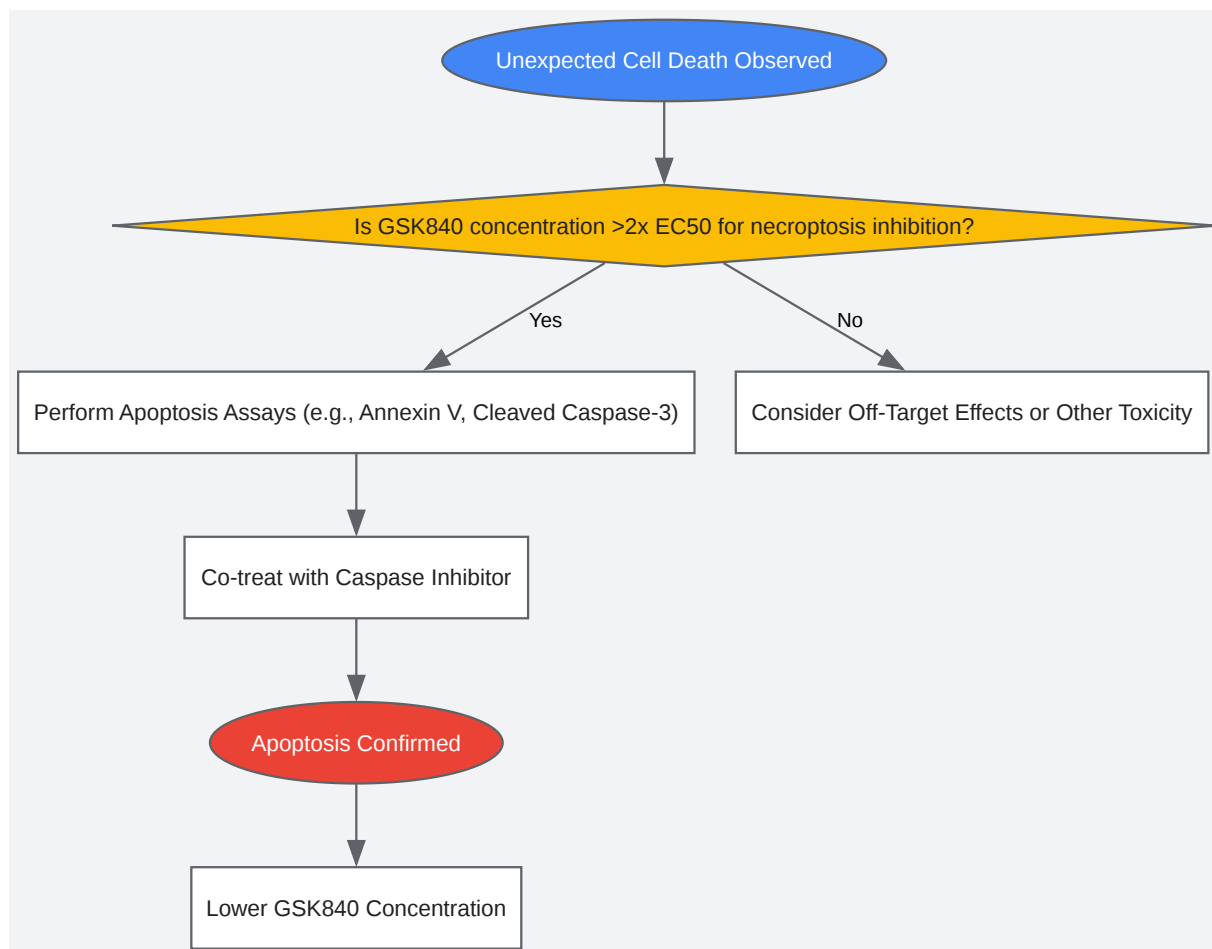 Unexpected Cell Death Observed
Is GSK840 concentration >2x EC50 for necroptosis inhibition?
Yes
No
Perform Apoptosis Assays (e.g., Annexin V, Cleaved Caspase-3)
Consider Off-Target Effects or Other Toxicity
Co-treat with Caspase Inhibitor
Apoptosis Confirmed
Lower GSK840 Concentration